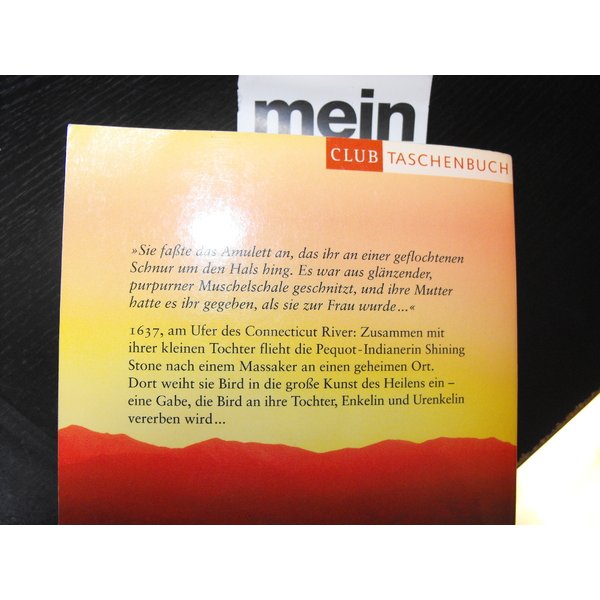 mein
CLUB TASCHENBUCH
»Sie faßte das Amulett an, das ihr an einer geflochtenen
Schnur um den Hals hing. Es war aus glänzender,
purpurner Muschelschale geschnitzt, und ihre Mutter
hatte es ihr gegeben, als sie zur Frau wurde...«
1637, am Ufer des Connecticut River: Zusammen mit
ihrer kleinen Tochter flieht die Pequot-Indianerin Shining
Stone nach einem Massaker an einen geheimen Ort.
Dort weiht sie Bird in die große Kunst des Heilens ein –
eine Gabe, die Bird an ihre Tochter, Enkelin und Urenkelin
vererben wird...